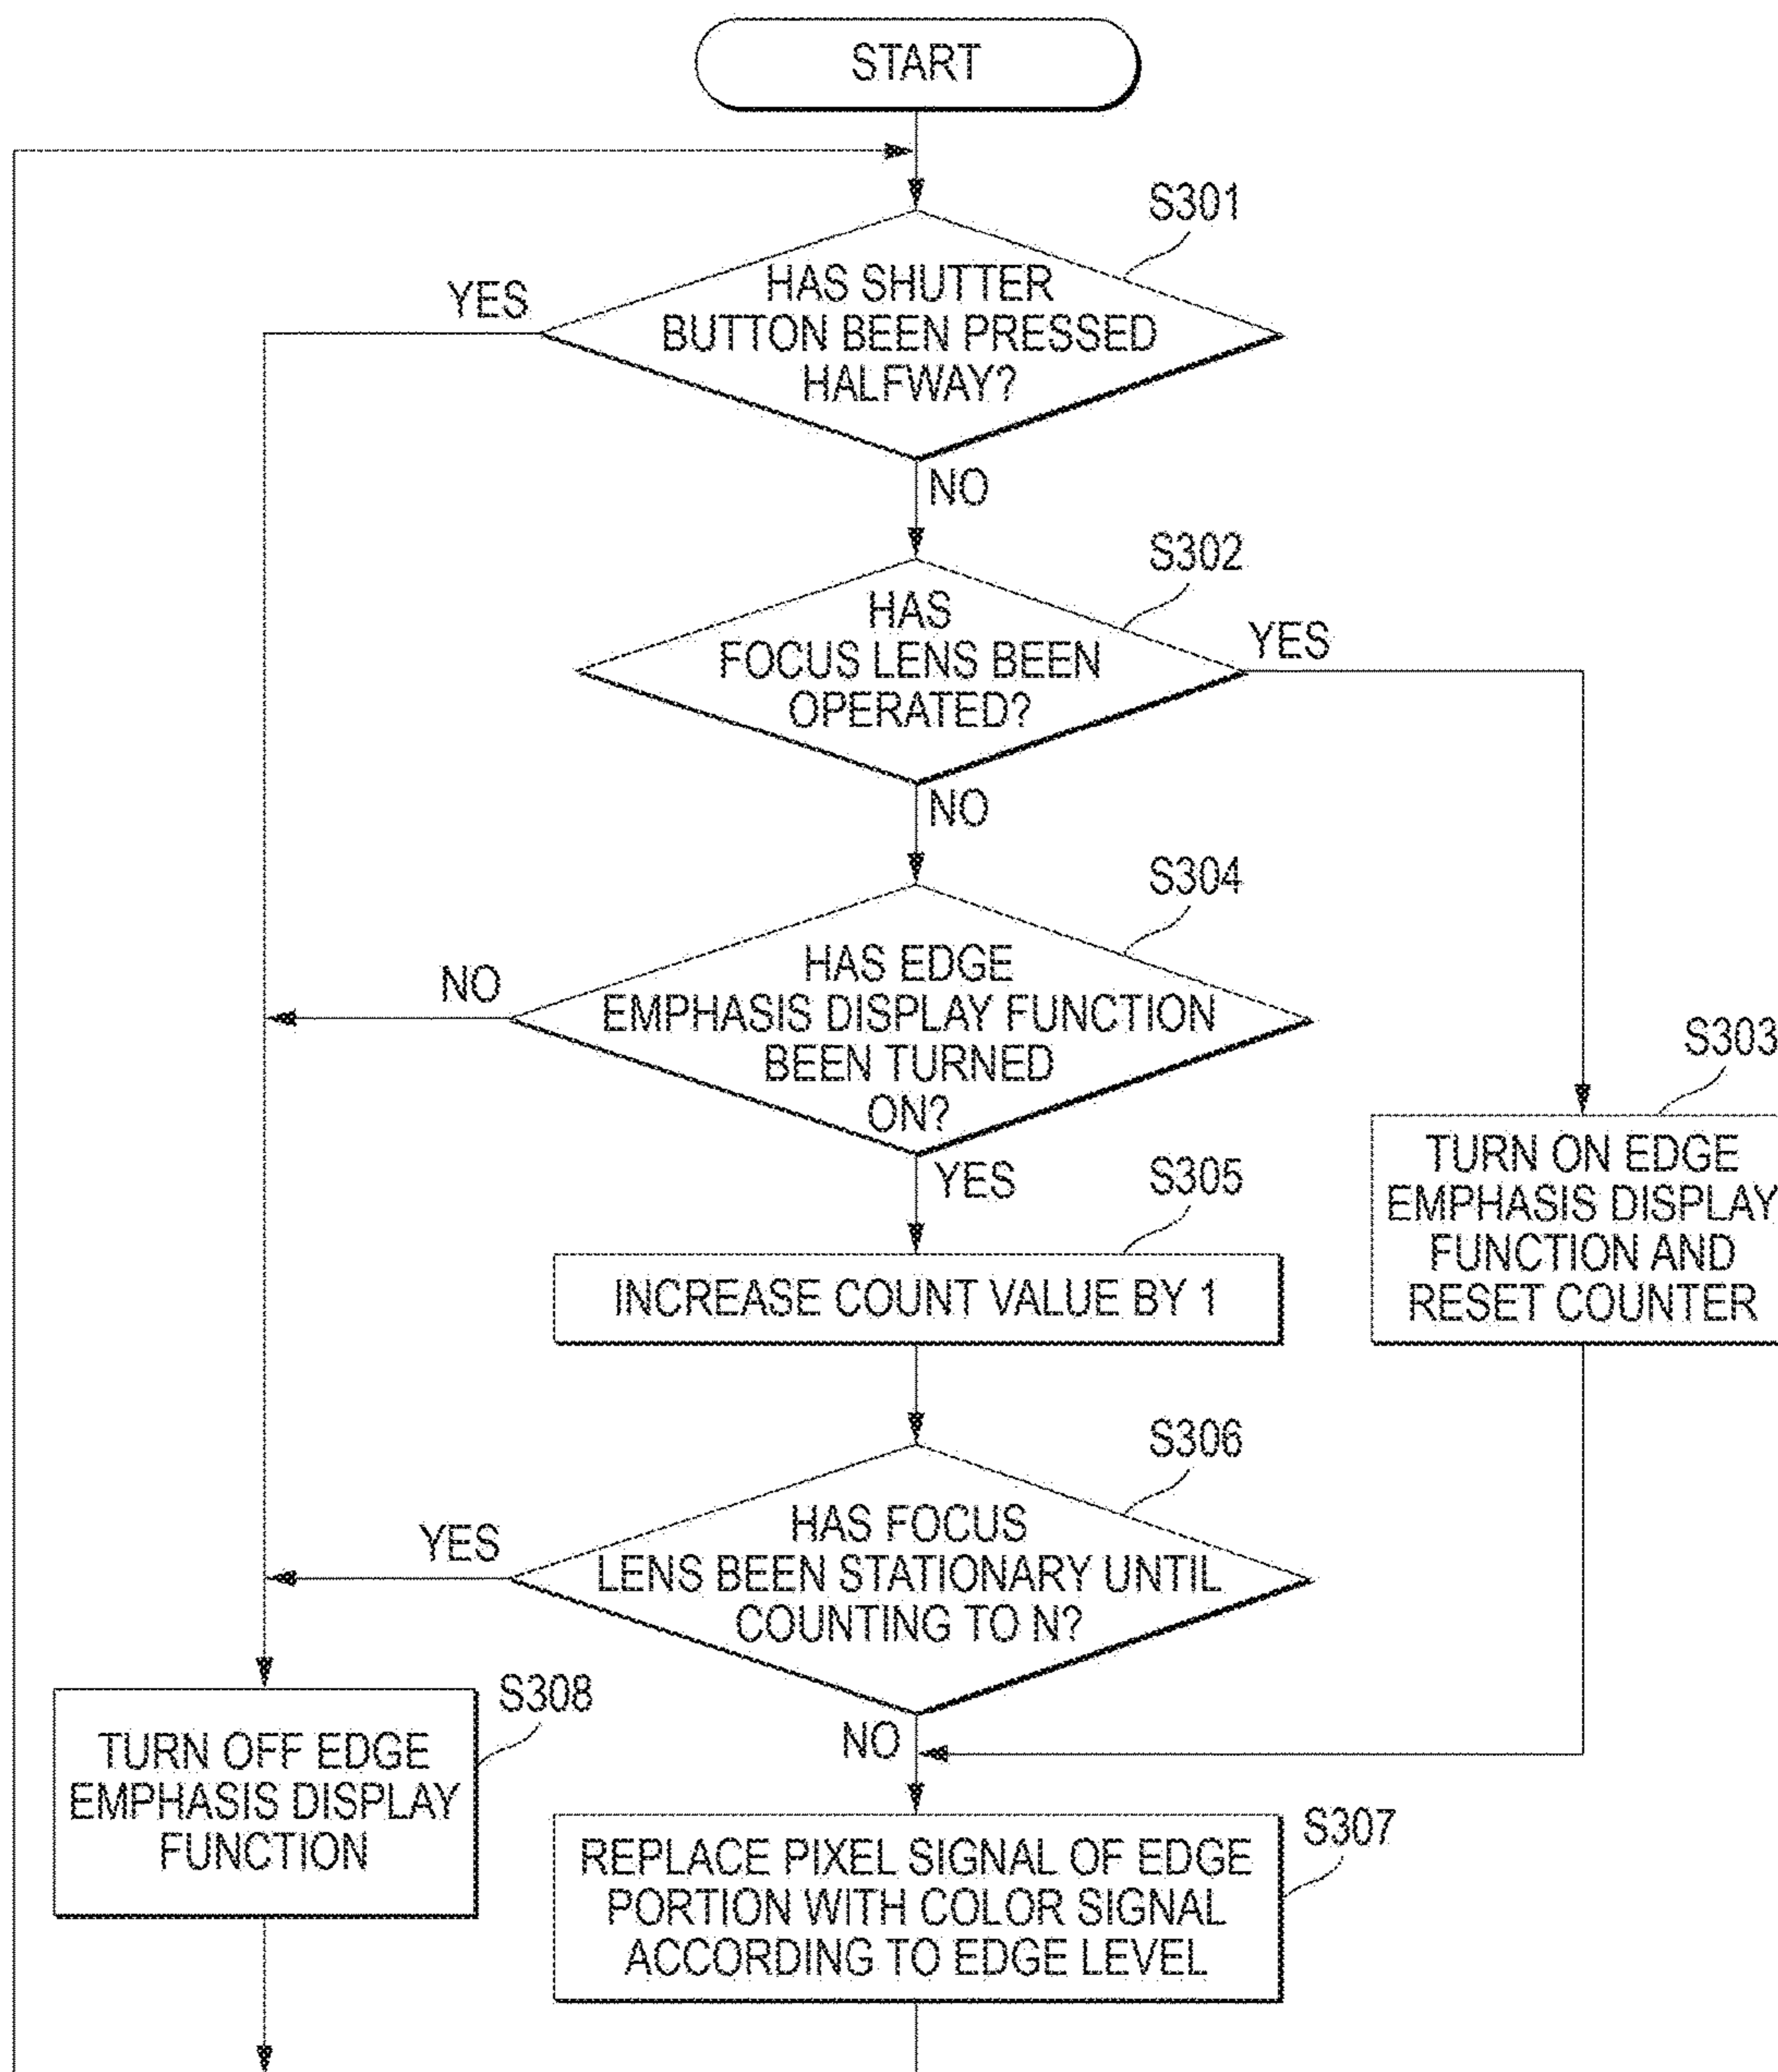 START
S301
YES
HAS SHUTTER
BUTTON BEEN PRESSED
HALFWAY?
NO
S302
HAS
FOCUS LENS BEEN
OPERATED?
YES
NO
S304
HAS EDGE
EMPHASIS DISPLAY FUNCTION
BEEN TURNED
ON?
NO
S303
TURN ON EDGE
EMPHASIS DISPLAY
FUNCTION AND
RESET COUNTER
YES
S305
INCREASE COUNT VALUE BY 1
S306
HAS FOCUS
LENS BEEN STATIONARY UNTIL
COUNTING TO N?
YES
NO
S308
TURN OFF EDGE
EMPHASIS DISPLAY
FUNCTION
S307
REPLACE PIXEL SIGNAL OF EDGE
PORTION WITH COLOR SIGNAL
ACCORDING TO EDGE LEVEL